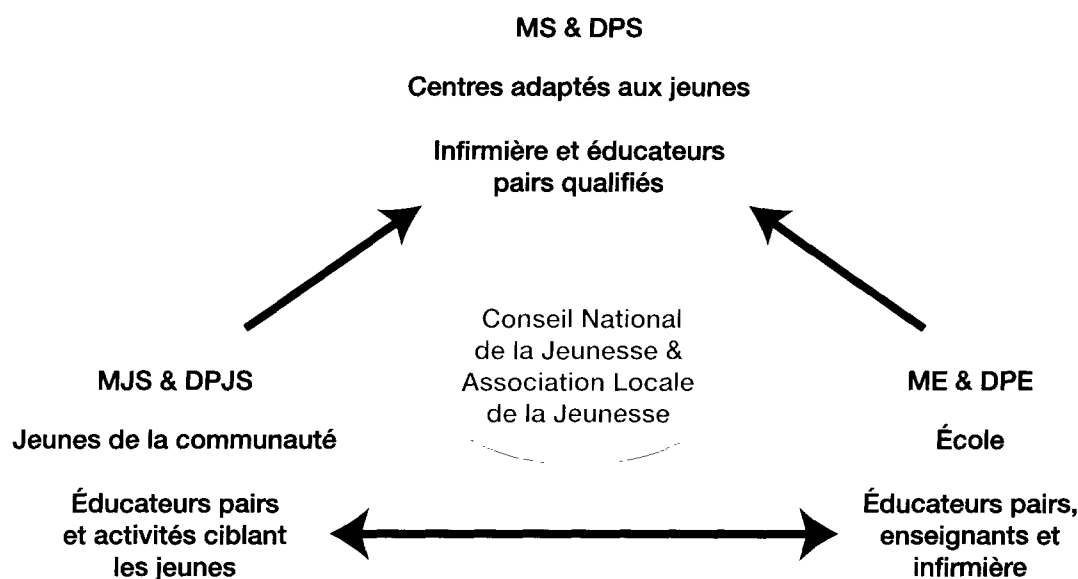 MS & DPS
Centres adaptés aux jeunes
Infirmière et éducateurs
pairs qualifiés
Conseil National
de la Jeunesse &
Association Locale
de la Jeunesse
MJS & DPJS
Jeunes de la communauté
Éducateurs pairs
et activités ciblant
les jeunes
ME & DPE
École
Éducateurs pairs,
enseignants et
infirmière